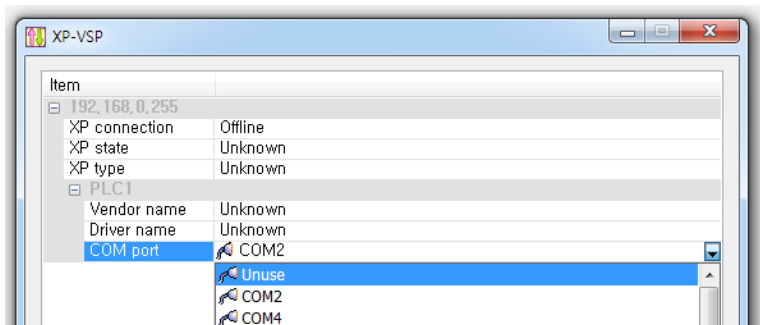 XP-VSP
Item
192,168,0,255
XP connection Offline
XP state Unknown
XP type Unknown
PLC1
Vendor name Unknown
Driver name Unknown
COM port COM2
Unuse
COM2
COM4